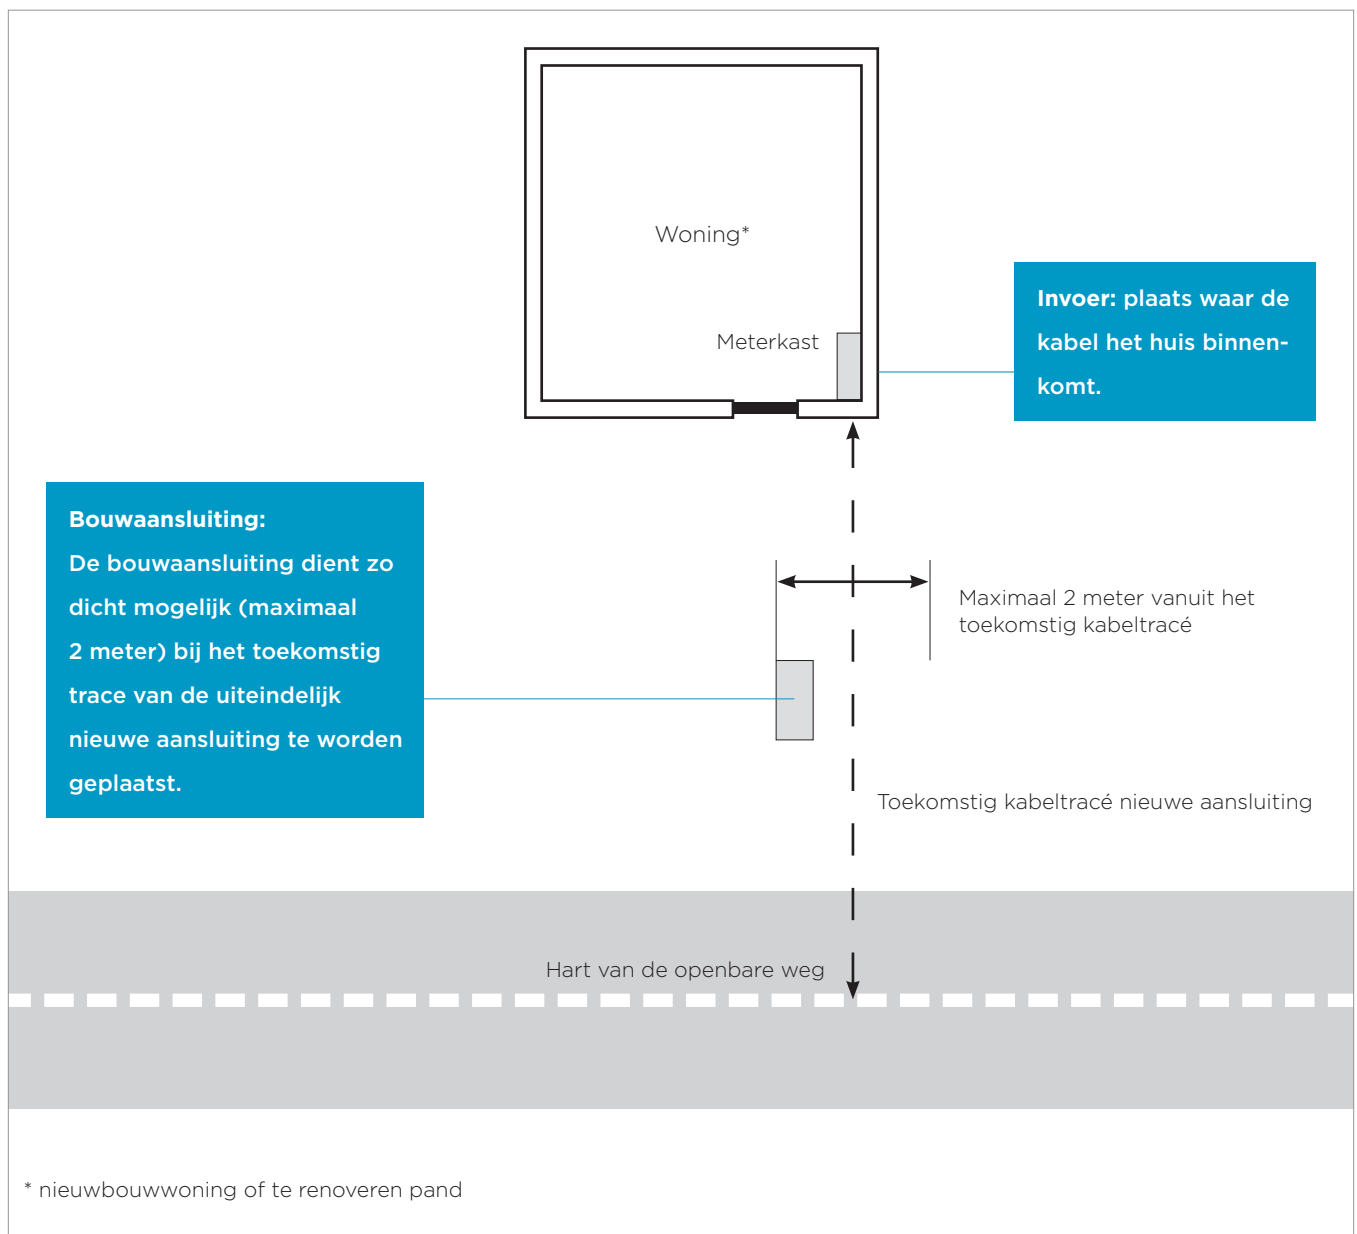 Woning*
Meterkast
Invoer: plaats waar de
kabel het huis binnen-
komt.
Bouwaansluiting:
De bouwaansluiting dient zo
dicht mogelijk (maximaal
2 meter) bij het toekomstig
trace van de uiteindelijk
nieuwe aansluiting te worden
geplaatst.
Maximaal 2 meter vanuit het
toekomstig kabeltracé
Toekomstig kabeltracé nieuwe aansluiting
Hart van de openbare weg
* nieuwbouwwoning of te renoveren pand